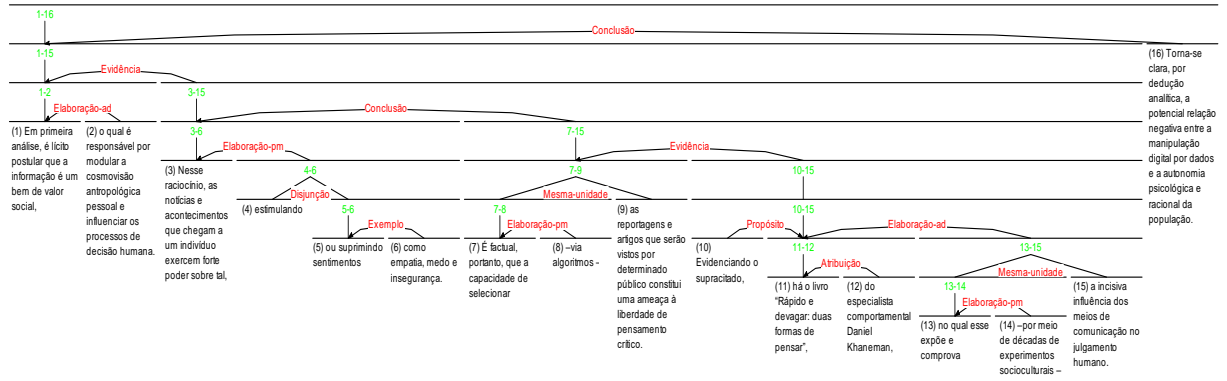 1-16
Conclusão
1-15
(16) Torna-se
clara, por
dedução
analítica, a
potencial relação
negativa entre a
manipulação
digital por dados
e a autonomia
psicológica e
racional da
população.
Evidência
1-2
3-15
Elaboração-ad
Conclusão
(1) Em primeira
análise, é lícito
postular que a
informação é um
bem de valor
social,
(2) o qual é
responsável por
modular a
cosmovisão
antropológica
pessoal e
influenciar os
processos de
decisão humana.
3-6
7-15
Elaboração-pm
Evidência
(3) Nesse
raciocínio, as
notícias e
acontecimentos
que chegam a
um indivíduo
exercem forte
poder sobre tal,
4-6
7-9
10-15
Disjunção
Mesma-unidade
(4) estimulando
5-6
7-8
(9) as
reportagens e
artigos que serão
vistos por
determinado
público constitui
uma ameaça à
liberdade de
pensamento
crítico.
10-15
Exemplo
Elaboração-pm
Propósito
Elaboração-ad
(5) ou suprimindo
sentimentos
(6) como
empatia, medo e
insegurança.
(7) É factual,
portanto, que a
capacidade de
selecionar
(8) –via
algoritmos -
(10)
Evidenciando o
supracitado,
11-12
13-15
Atribuição
Mesma-unidade
(11) há o livro
“Rápido e
devagar: duas
formas de
pensar”,
(12) do
especialista
comportamental
Daniel
Khaneman,
13-14
(15) a incisiva
influência dos
meios de
comunicação no
julgamento
humano.
Elaboração-pm
(13) no qual esse
expõe e
comprova
(14) –por meio
de décadas de
experimentos
socioculturais –